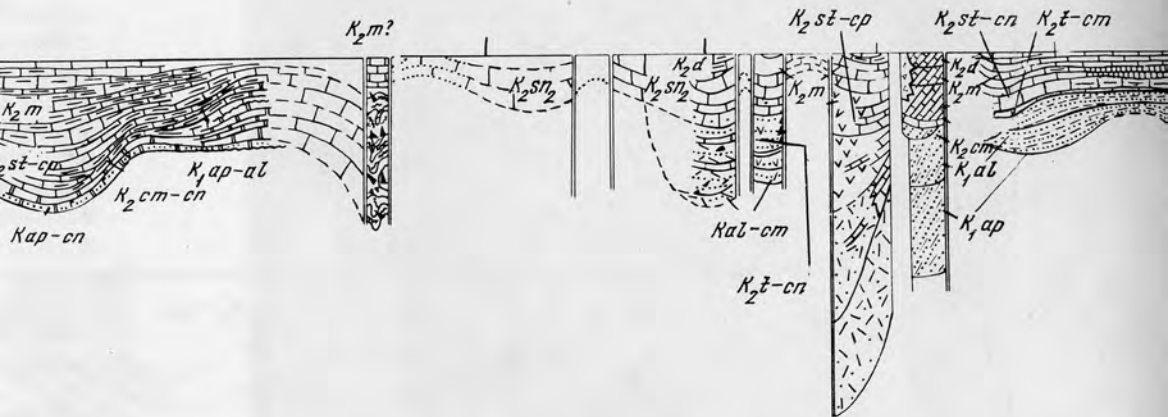 K₂m?
K₂st-cp
K₂st-cn
K₂t-cm
K₂m
K₂sn₂
K₂sn₂
K₂d
K₂m
K₂d
K₂m
₂st-cp
K₁ap-al
K₂cm-cn
Kap-cn
K₂cm
K₁al
K₁ap
Kal-cm
K₂t-cn